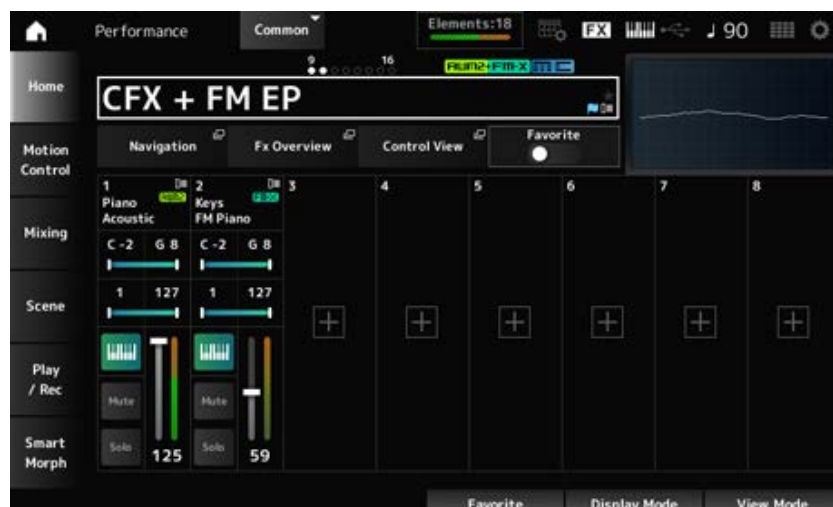 Performance Common Elements:18 FX 90
9 16
AWM2+FM-X MC
Home
CFX + FM EP
Navigation Fx Overview Control View Favorite
Motion
Control
1 2 3 4 5 6 7 8
Piano AWM2 Keys FM-X
Acoustic FM Piano
Mixing
C -2 G 8 C -2 G 8
Scene
1 127 1 127
Play
/ Rec
Mute Mute
Smart
Morph
Solo 125 Solo 59
Favorite Display Mode View Mode